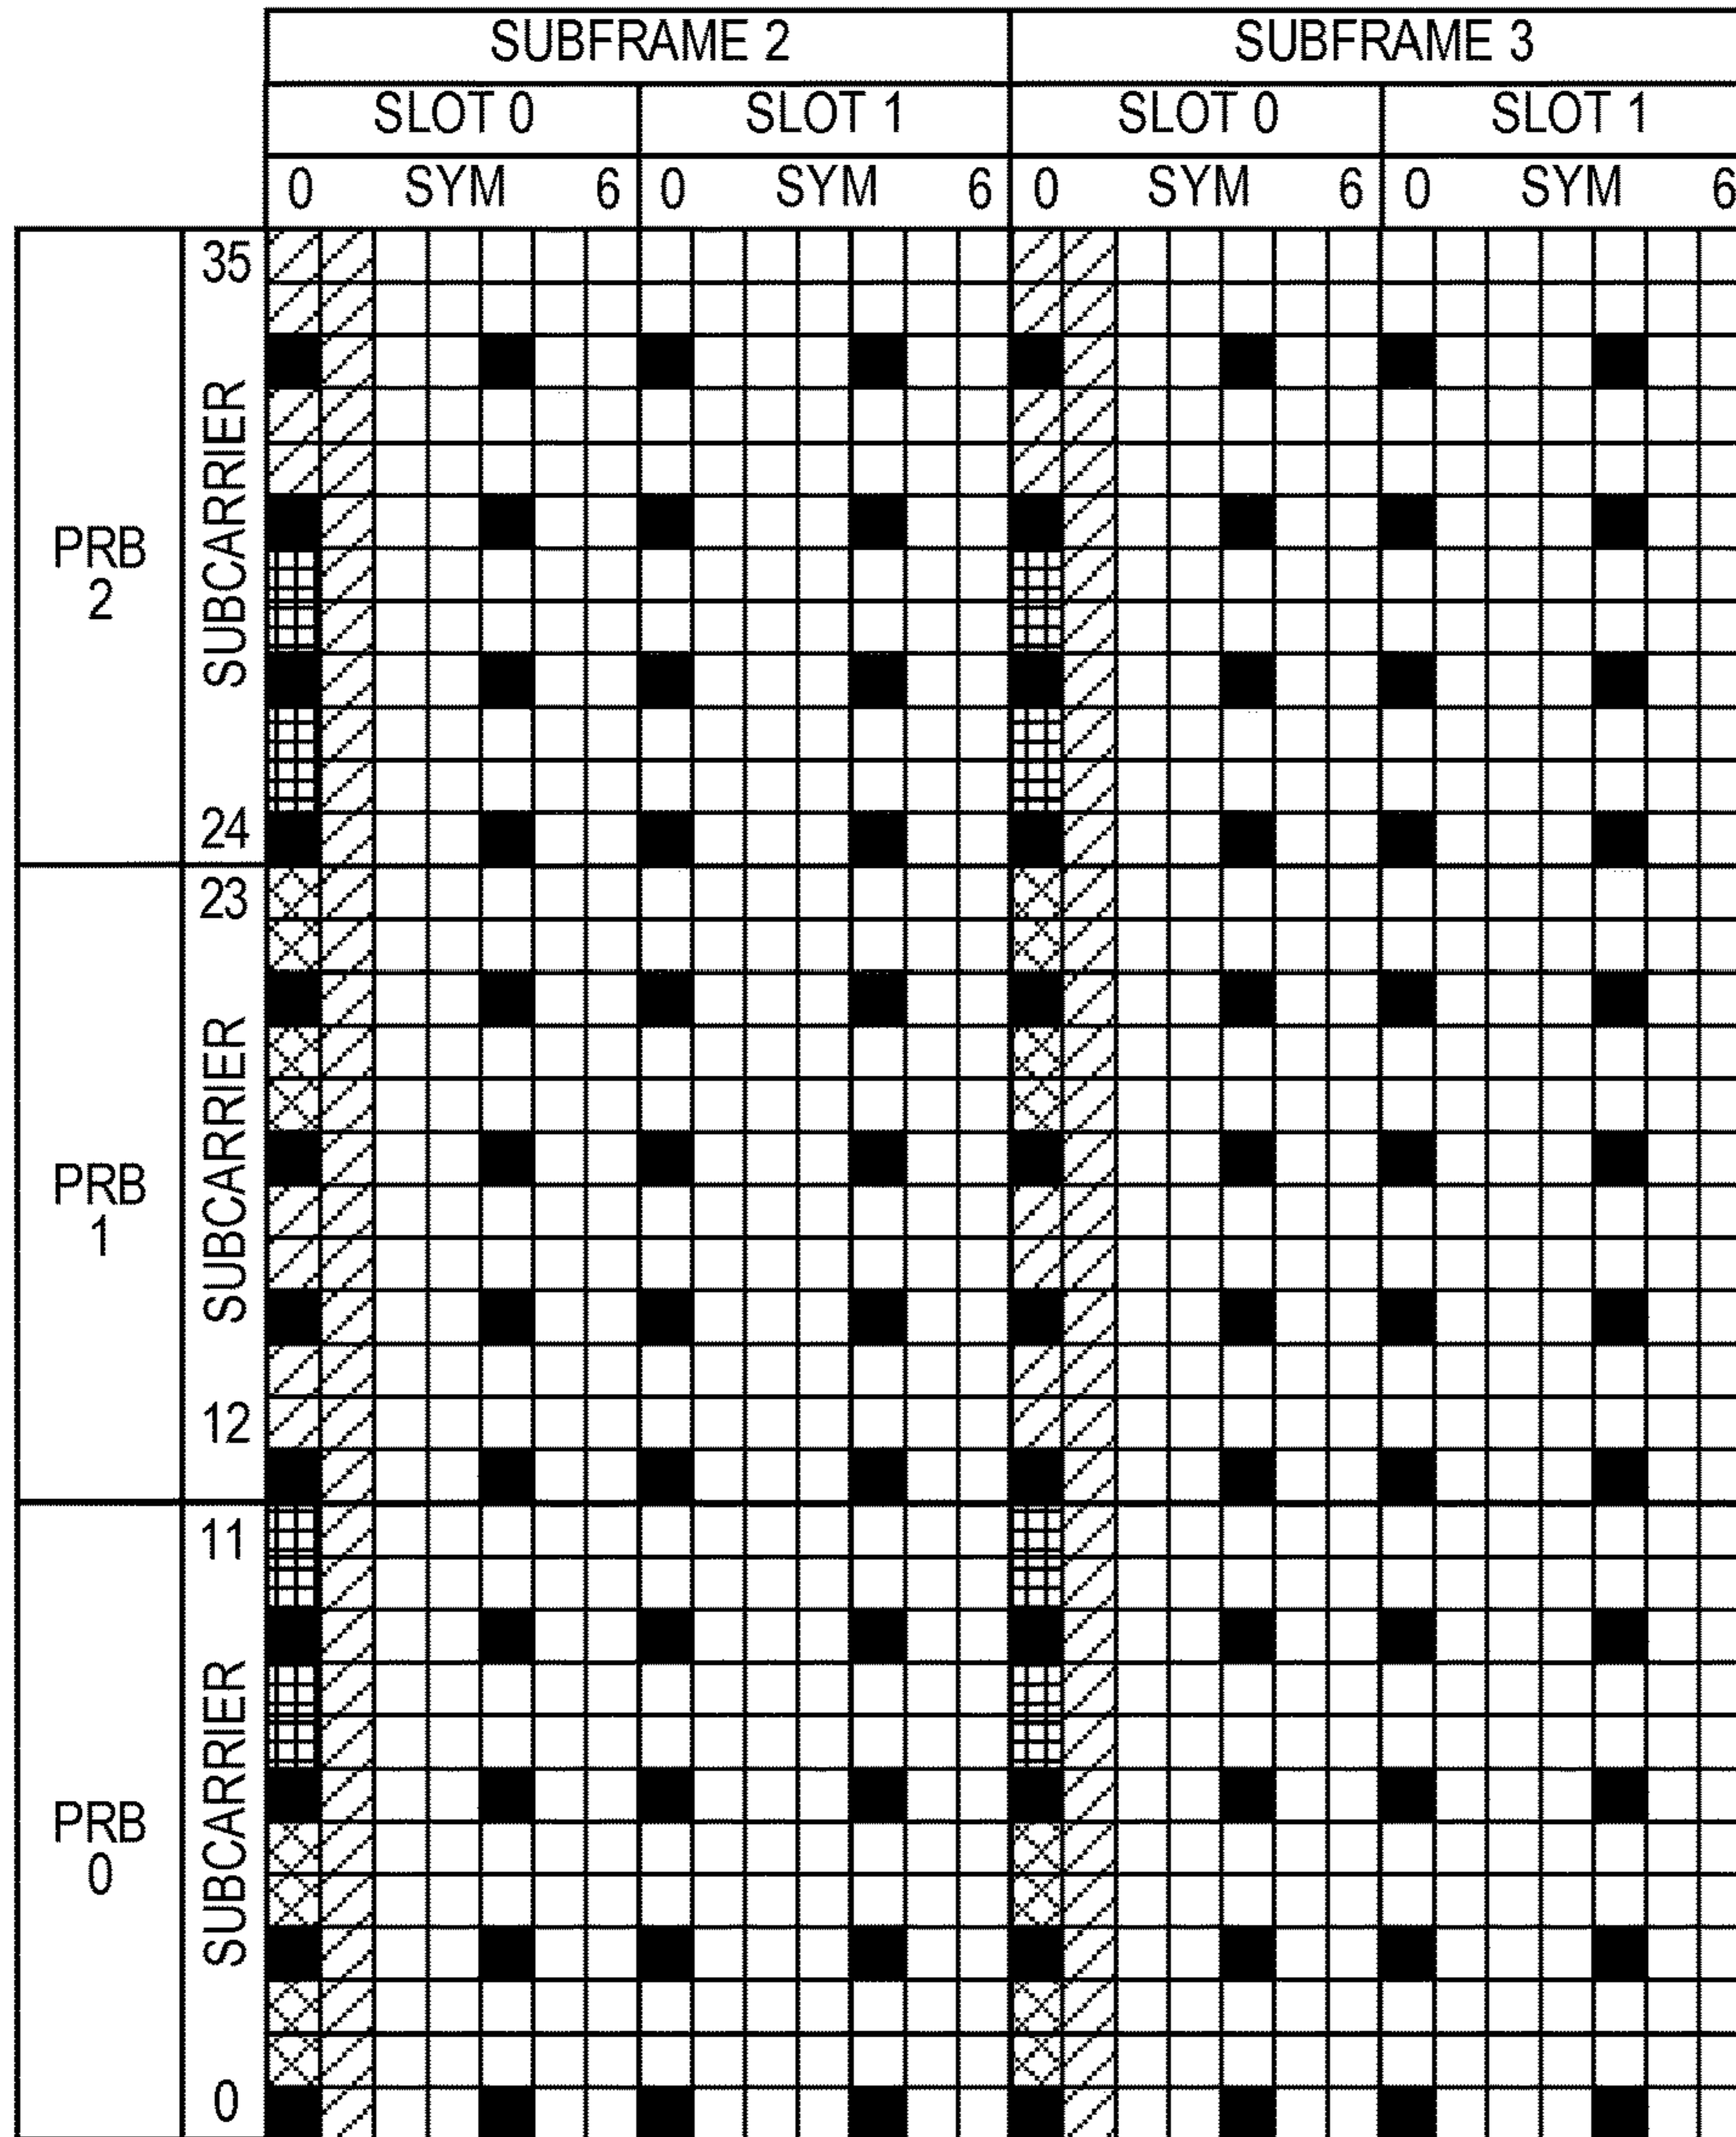 SUBFRAME 2 SUBFRAME 3
SLOT 0 SLOT 1 SLOT 0 SLOT 1
0 SYM 6 0 SYM 6 0 SYM 6 0 SYM 6
35
SUBCARRIER
PRB
2
24
23
SUBCARRIER
PRB
1
12
11
SUBCARRIER
PRB
0
0